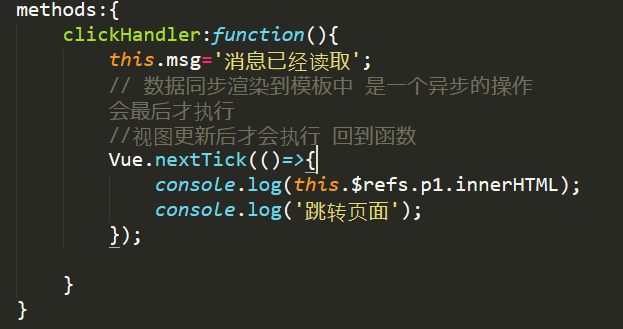 methods:{
clickHandler:function(){
this.msg='消息已经读取';
// 数据同步渲染到模板中 是一个异步的操作
会最后才执行
//视图更新后才会执行 回到函数
Vue.nextTick(()=>{
console.log(this.$refs.p1.innerHTML);
console.log('跳转页面');
});
}
}